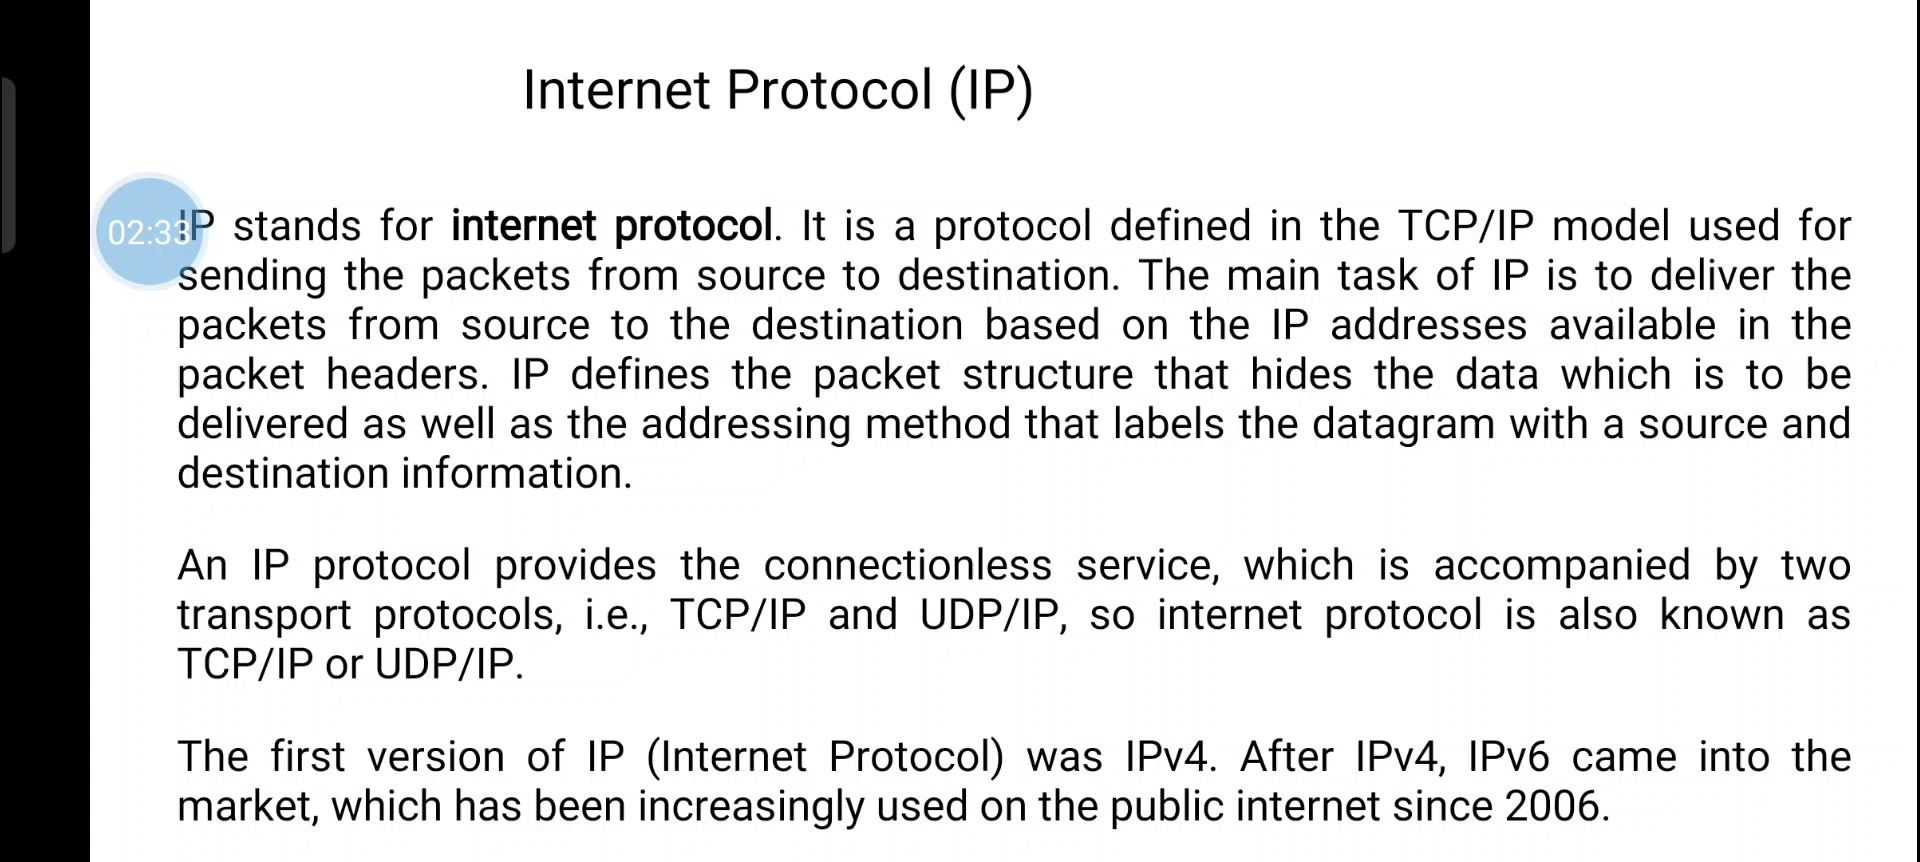 Internet Protocol (IP)
02:33
IP stands for internet protocol. It is a protocol defined in the TCP/IP model used for
sending the packets from source to destination. The main task of IP is to deliver the
packets from source to the destination based on the IP addresses available in the
packet headers. IP defines the packet structure that hides the data which is to be
delivered as well as the addressing method that labels the datagram with a source and
destination information.
An IP protocol provides the connectionless service, which is accompanied by two
transport protocols, i.e., TCP/IP and UDP/IP, so internet protocol is also known as
TCP/IP or UDP/IP.
The first version of IP (Internet Protocol) was IPv4. After IPv4, IPv6 came into the
market, which has been increasingly used on the public internet since 2006.